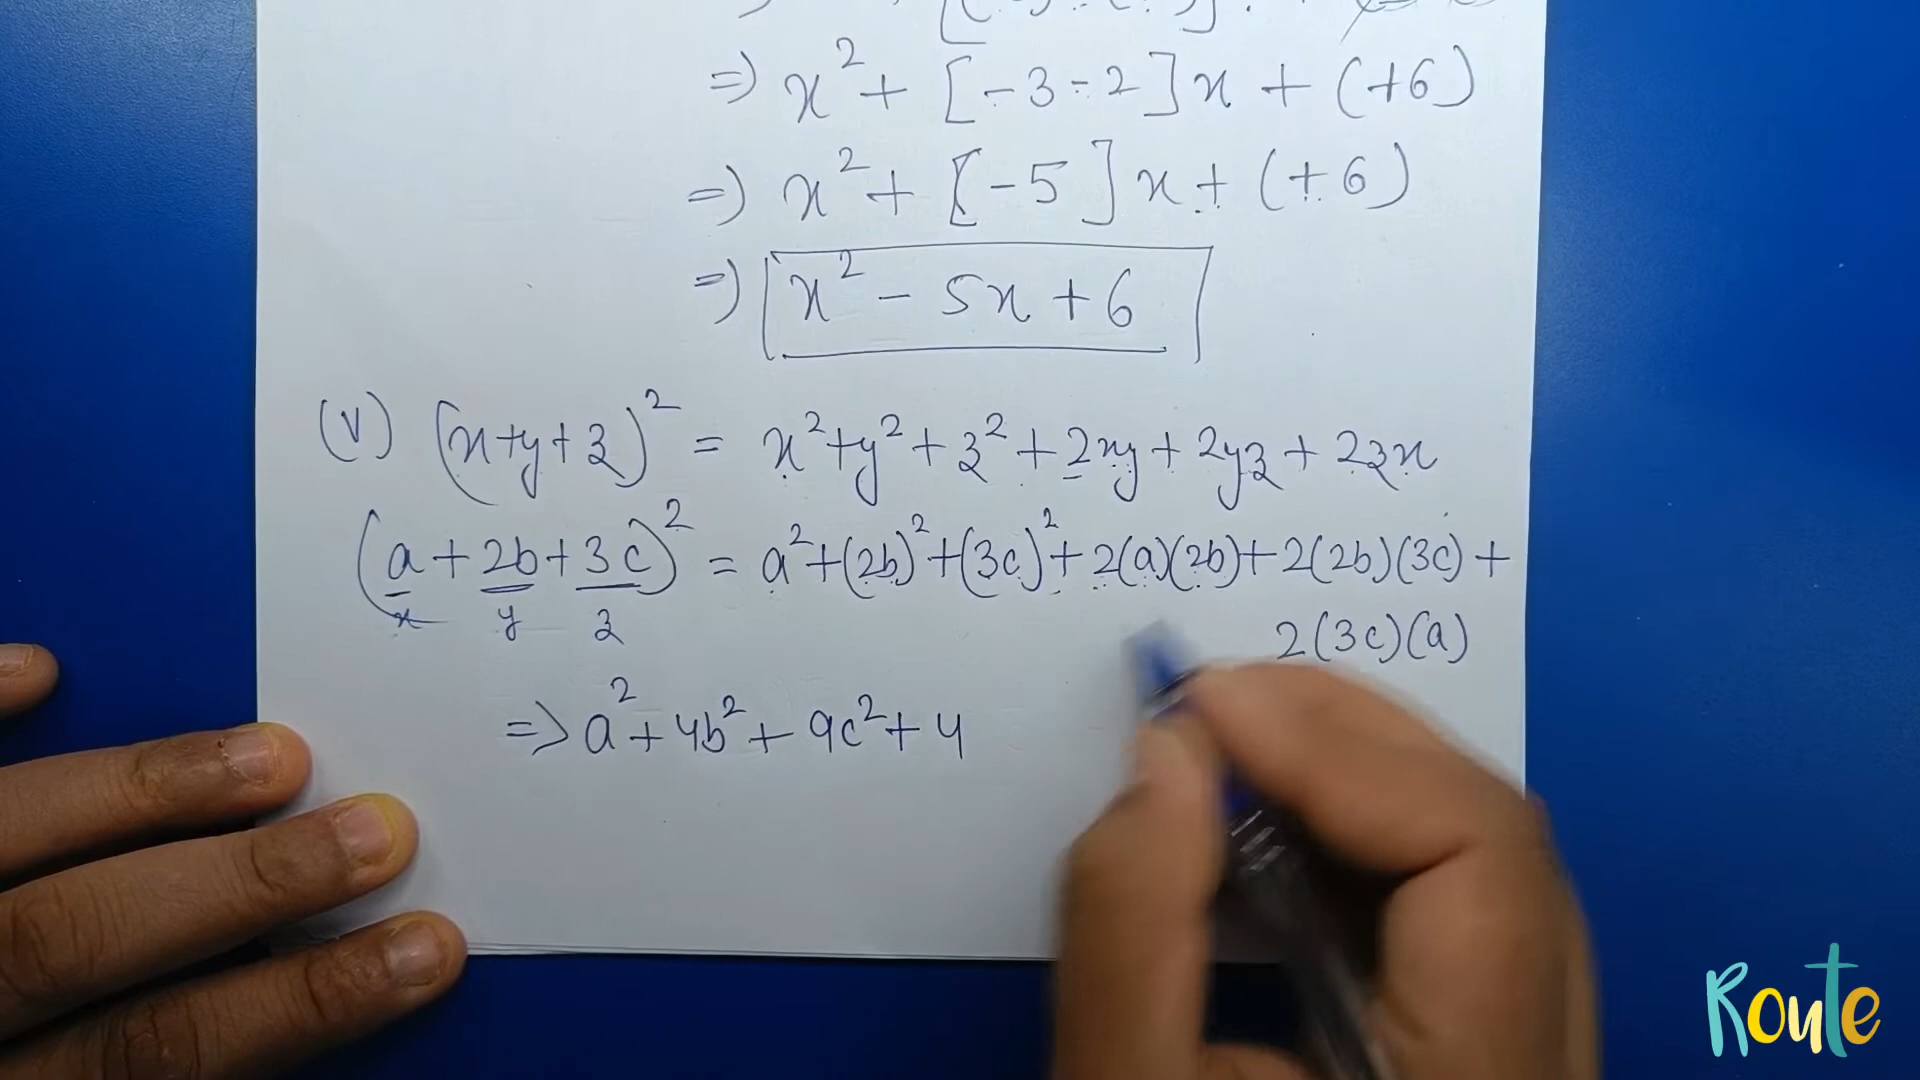 => x² + [-3-2]x + (+6)
=> x² + [-5]x + (+6)
=> x² - 5x + 6
(V) (x+y+z)² = x²+y²+z²+2xy+2yz+2zx
(a+2b+3c)² = a²+(2b)²+(3c)²+2(a)(2b)+2(2b)(3c)+
x y z
2(3c)(a)
=> a²+4b²+9c²+4
Route